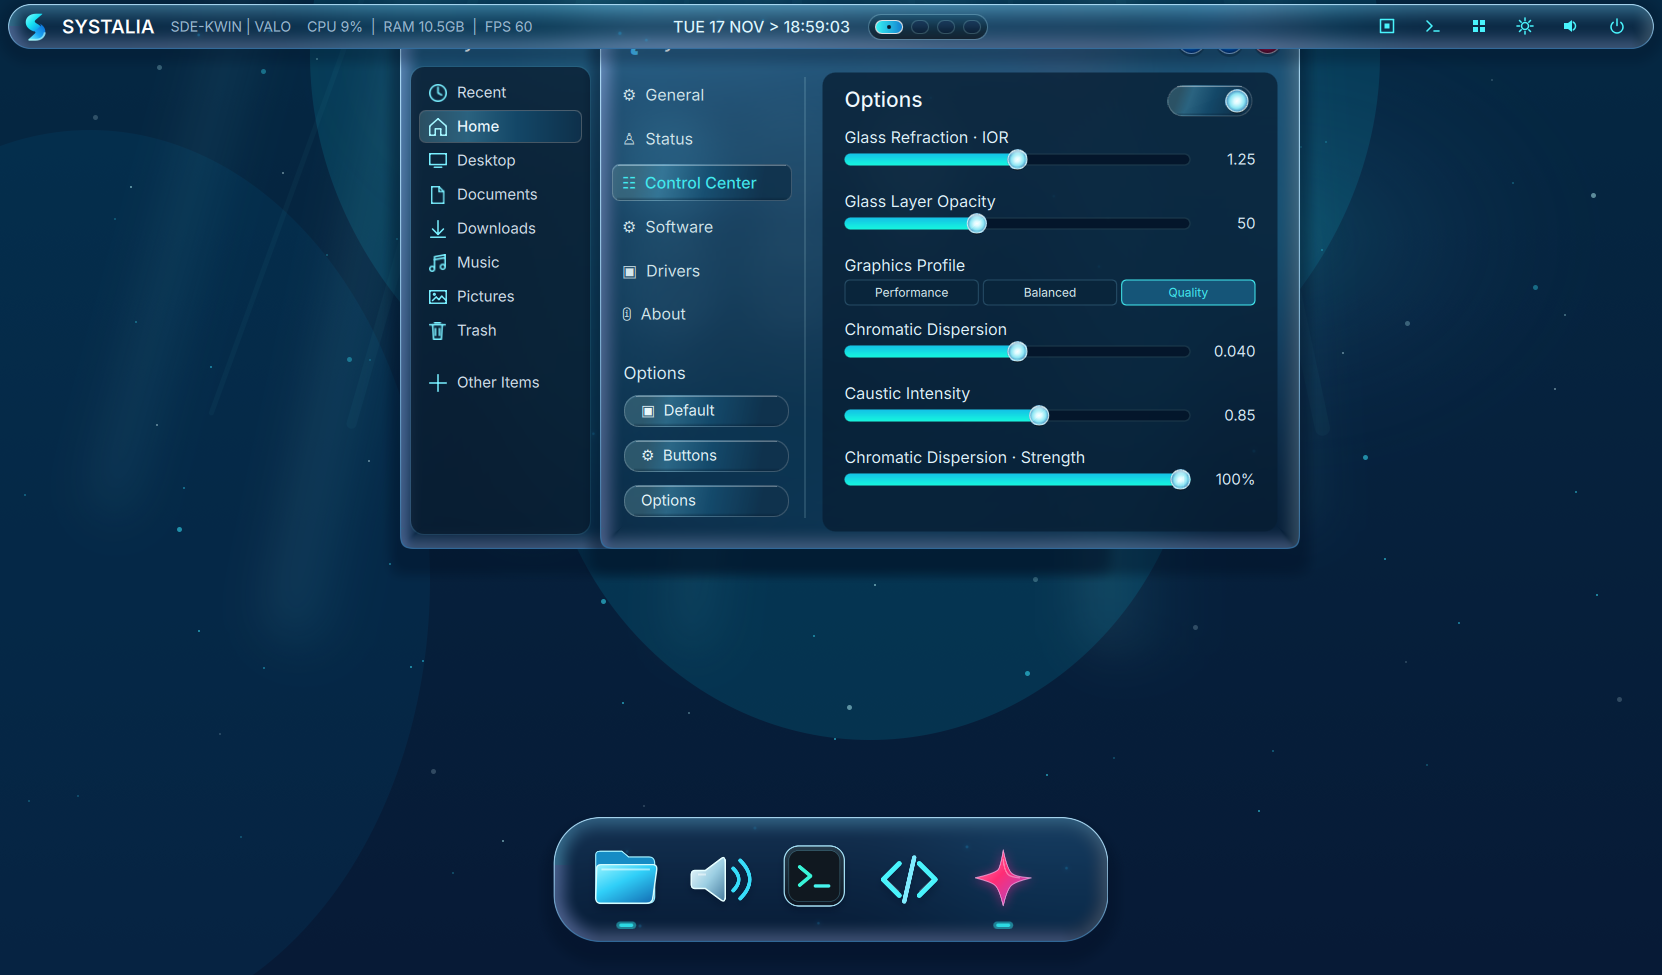 SYSTALIA SDE-KWIN | VALO CPU 9% | RAM 10.5GB | FPS 60 TUE 17 NOV > 18:59:03
Recent
Home
Desktop
Documents
Downloads
Music
Pictures
Trash
Other Items
General
Status
Control Center
Software
Drivers
About
Options
Default
Buttons
Options
Options
Glass Refraction · IOR
1.25
Glass Layer Opacity
50
Graphics Profile
Performance Balanced Quality
Chromatic Dispersion
0.040
Caustic Intensity
0.85
Chromatic Dispersion · Strength
100%